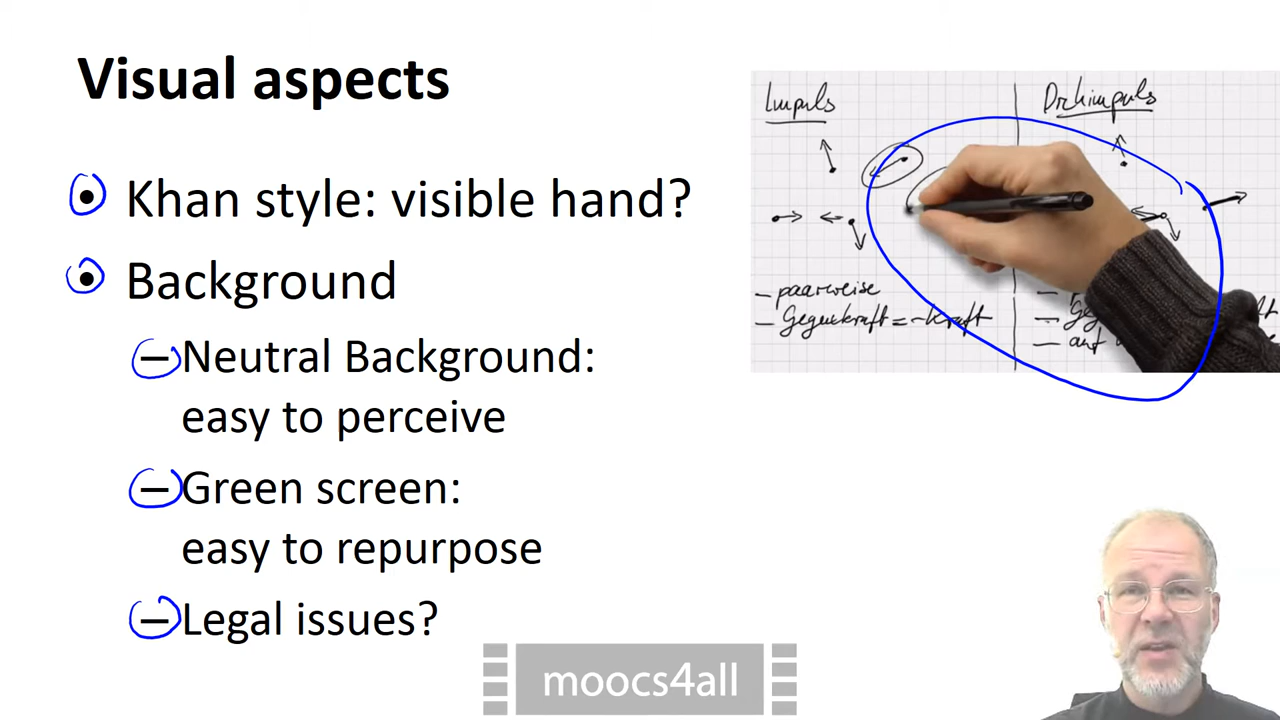 Visual aspects
• Khan style: visible hand?
• Background
– Neutral Background:
easy to perceive
– Green screen:
easy to repurpose
– Legal issues?
Impuls
– paarweise
– Gegenkraft = –Kraft
Drehimpuls
moocs4all